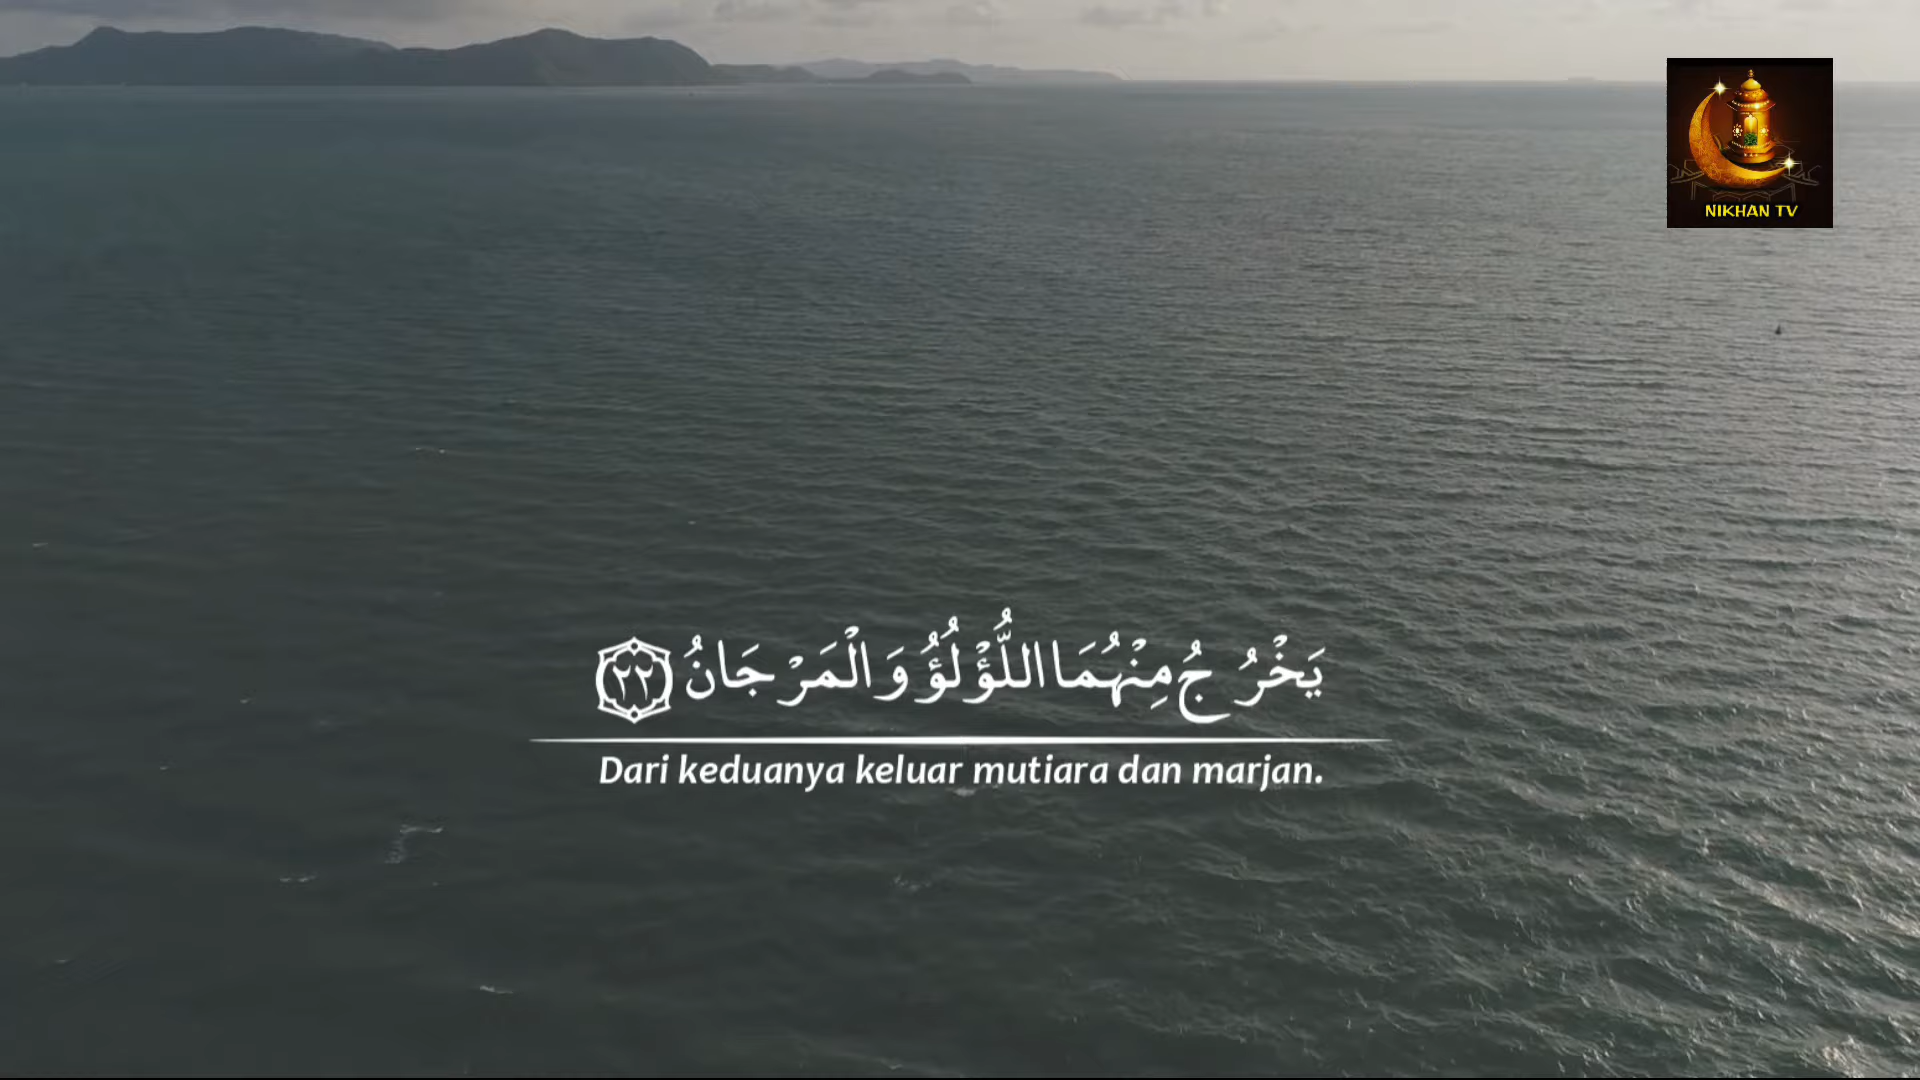 NIKHAN TV
يَخْرُجُ مِنْهُمَا اللُّؤْلُؤُ وَالْمَرْجَانُ ٢٢
Dari keduanya keluar mutiara dan marjan.